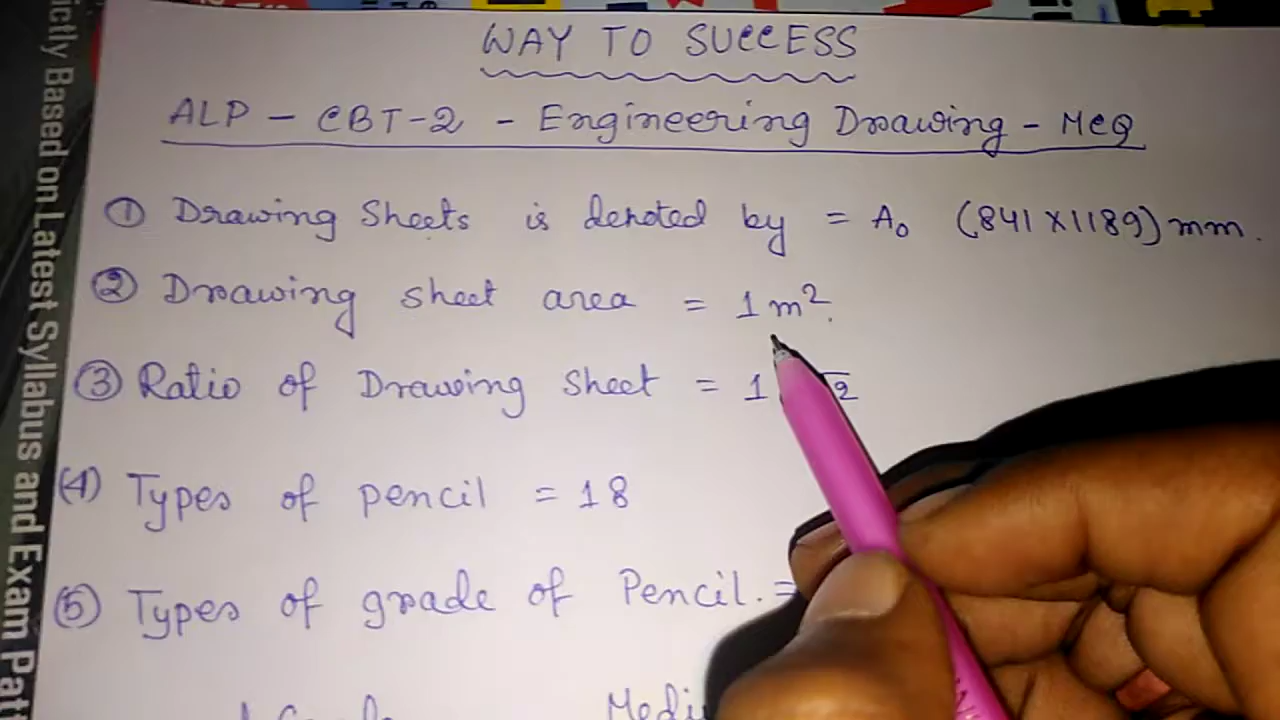 WAY TO SUCCESS
ALP - CBT-2 - Engineering Drawing - MCQ
① Drawing Sheets is denoted by = A₀ (841 X 1189) mm.
② Drawing sheet area = 1 m².
③ Ratio of Drawing Sheet = 1 √2
(4) Types of pencil = 18
⑤ Types of grade of Pencil. =
ictly Based on Latest Syllabus and Exam Patt